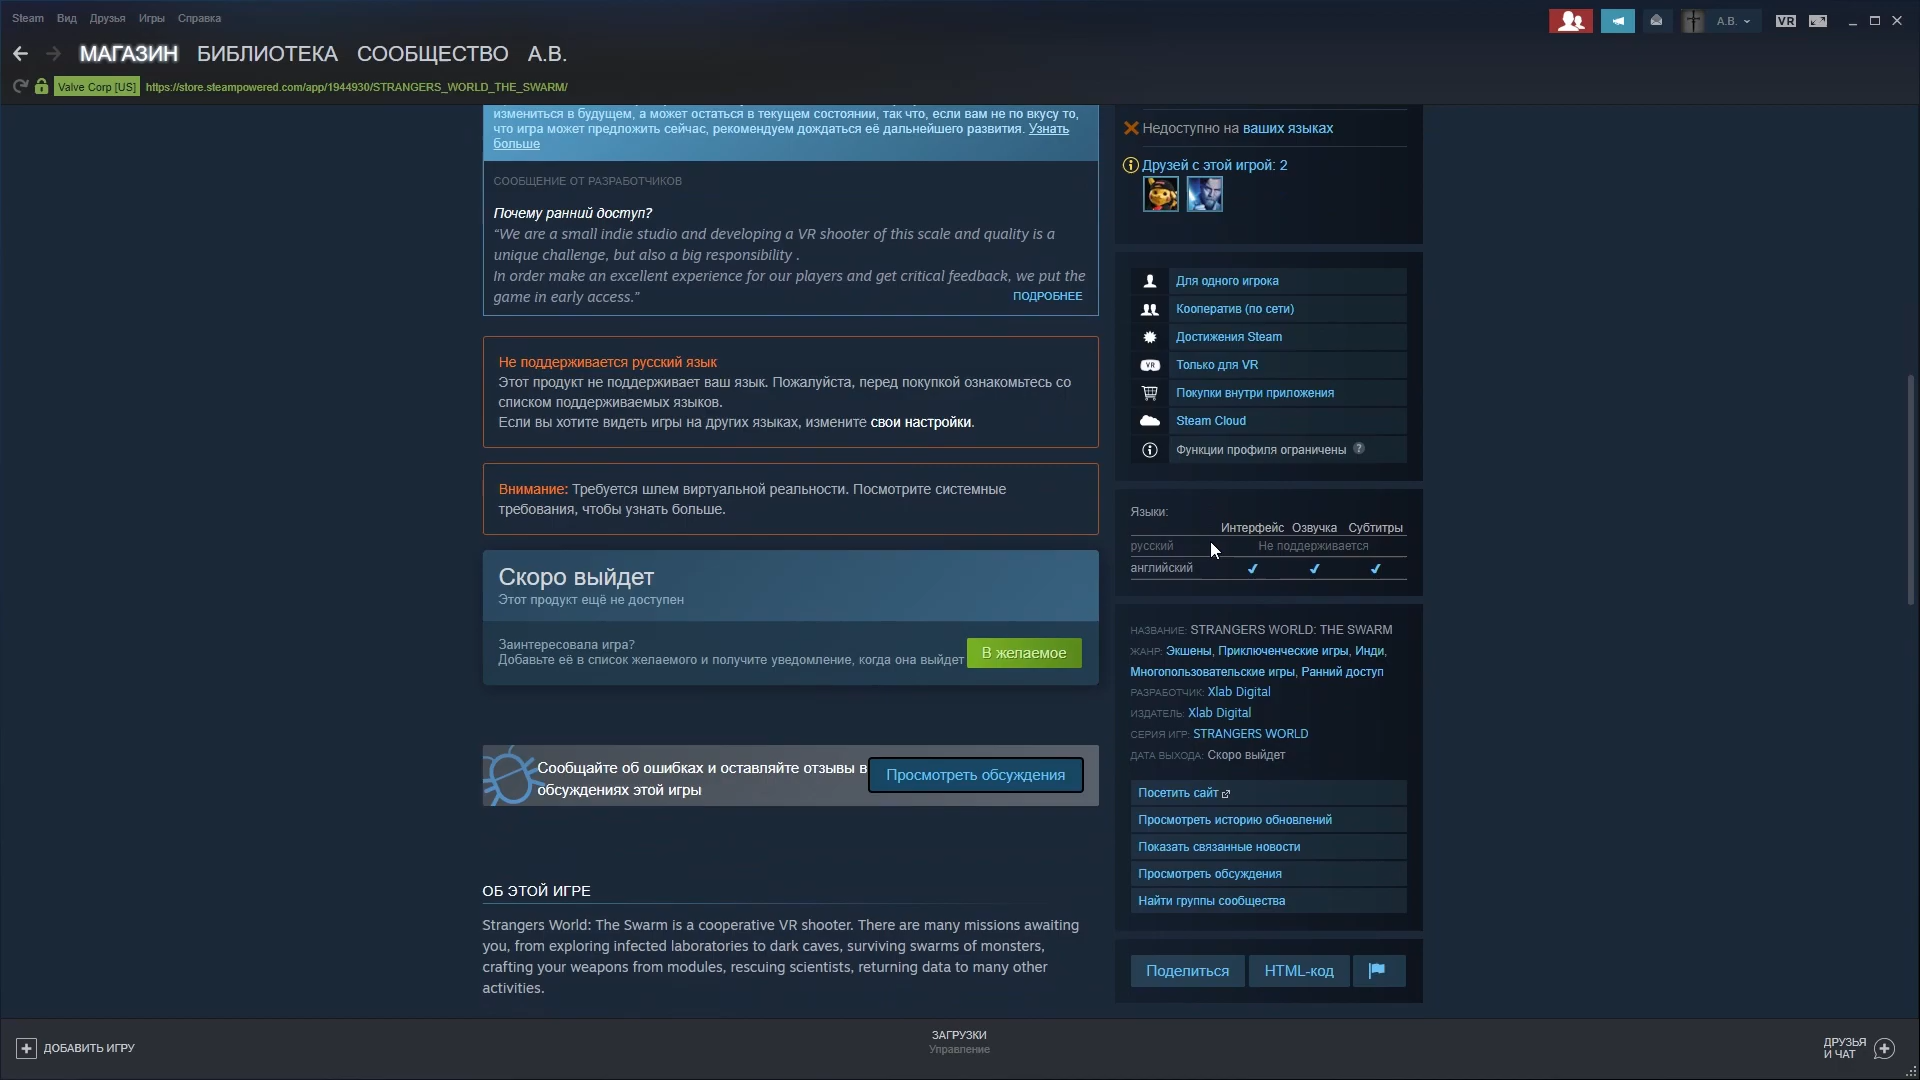 Steam Вид Друзья Игры Справка
А.В.
VR
МАГАЗИН БИБЛИОТЕКА СООБЩЕСТВО А.В.
Valve Corp [US] https://store.steampowered.com/app/1944930/STRANGERS_WORLD_THE_SWARM/
измениться в будущем, а может остаться в текущем состоянии, так что, если вам не по вкусу то,
что игра может предложить сейчас, рекомендуем дождаться её дальнейшего развития. Узнать
больше
СООБЩЕНИЕ ОТ РАЗРАБОТЧИКОВ
Почему ранний доступ?
“We are a small indie studio and developing a VR shooter of this scale and quality is a
unique challenge, but also a big responsibility .
In order make an excellent experience for our players and get critical feedback, we put the
game in early access.”
ПОДРОБНЕЕ
Не поддерживается русский язык
Этот продукт не поддерживает ваш язык. Пожалуйста, перед покупкой ознакомьтесь со
списком поддерживаемых языков.
Если вы хотите видеть игры на других языках, измените свои настройки.
Внимание: Требуется шлем виртуальной реальности. Посмотрите системные
требования, чтобы узнать больше.
Скоро выйдет
Этот продукт ещё не доступен
Заинтересовала игра?
Добавьте её в список желаемого и получите уведомление, когда она выйдет
В желаемое
Сообщайте об ошибках и оставляйте отзывы в
обсуждениях этой игры
Просмотреть обсуждения
ОБ ЭТОЙ ИГРЕ
Strangers World: The Swarm is a cooperative VR shooter. There are many missions awaiting
you, from exploring infected laboratories to dark caves, surviving swarms of monsters,
crafting your weapons from modules, rescuing scientists, returning data to many other
activities.
Недоступно на ваших языках
Друзей с этой игрой: 2
Для одного игрока
Кооператив (по сети)
Достижения Steam
VR Только для VR
Покупки внутри приложения
Steam Cloud
Функции профиля ограничены ?
Языки:
Интерфейс Озвучка Субтитры
русский Не поддерживается
английский ✔ ✔ ✔
НАЗВАНИЕ: STRANGERS WORLD: THE SWARM
ЖАНР: Экшены, Приключенческие игры, Инди,
Многопользовательские игры, Ранний доступ
РАЗРАБОТЧИК: Xlab Digital
ИЗДАТЕЛЬ: Xlab Digital
СЕРИЯ ИГР: STRANGERS WORLD
ДАТА ВЫХОДА: Скоро выйдет
Посетить сайт
Просмотреть историю обновлений
Показать связанные новости
Просмотреть обсуждения
Найти группы сообщества
Поделиться HTML-код
ДОБАВИТЬ ИГРУ
ЗАГРУЗКИ
Управление
ДРУЗЬЯ
И ЧАТ